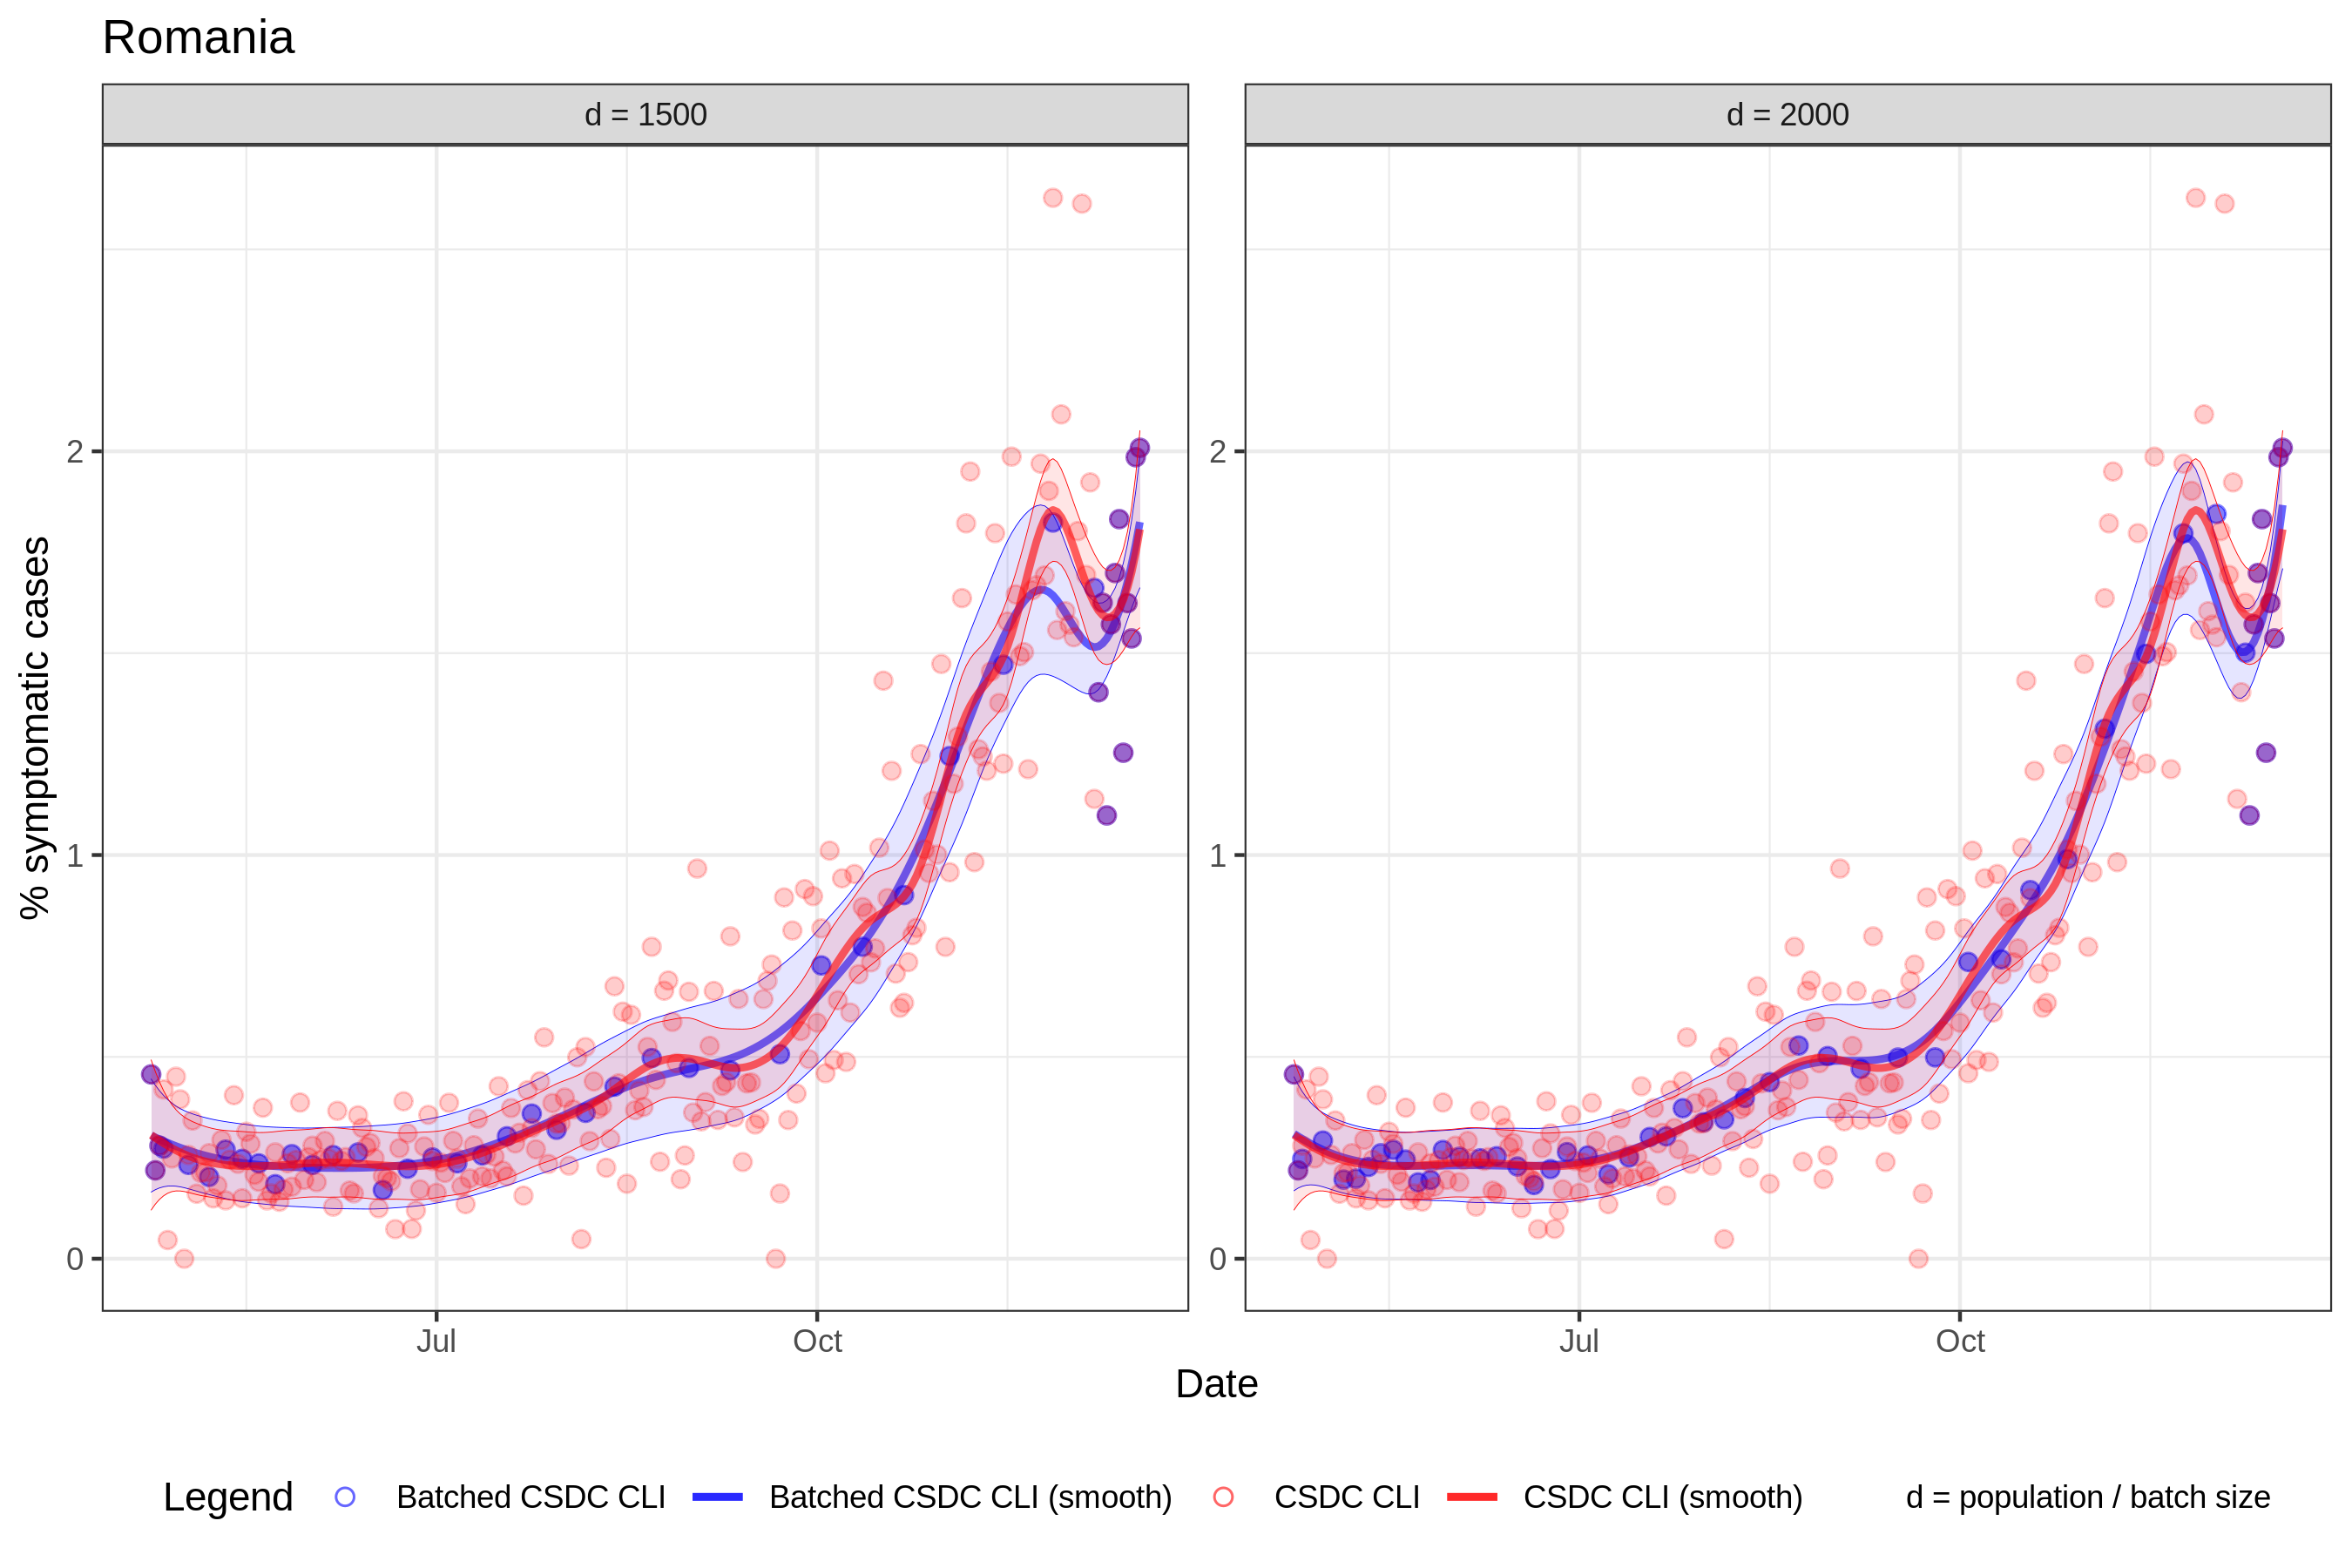 Romania
d = 1500
d = 2000
% symptomatic cases
2
1
0
2
1
0
Jul
Oct
Jul
Oct
Date
Legend
Batched CSDC CLI
Batched CSDC CLI (smooth)
CSDC CLI
CSDC CLI (smooth)
d = population / batch size